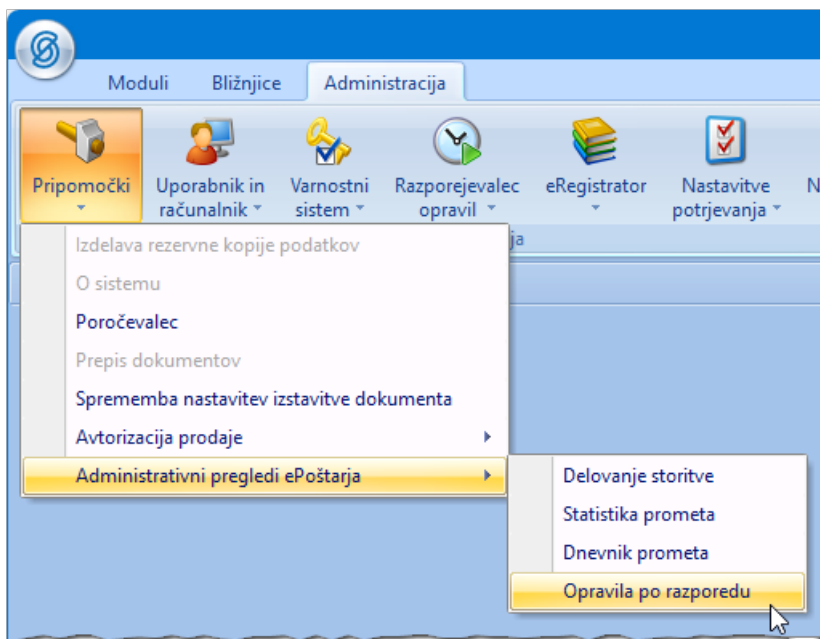 Moduli Bližnjice Administracija
Pripomočki Uporabnik in Varnostni Razporejevalec eRegistrator Nastavitve
računalnik sistem opravil potrjevanja
Izdelava rezervne kopije podatkov
O sistemu
Poročevalec
Prepis dokumentov
Sprememba nastavitev izstavitve dokumenta
Avtorizacija prodaje
Administrativni pregledi ePoštarja
Delovanje storitve
Statistika prometa
Dnevnik prometa
Opravila po razporedu